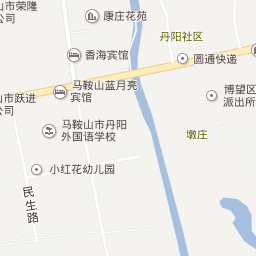 山市荣隆
公司
康庄花苑
丹阳社区
香海宾馆
圆通快递
马鞍山蓝月亮
宾馆
博望区
派出所
山市跃进
公司
马鞍山市丹阳
外国语学校
墩庄
小红花幼儿园
民生路